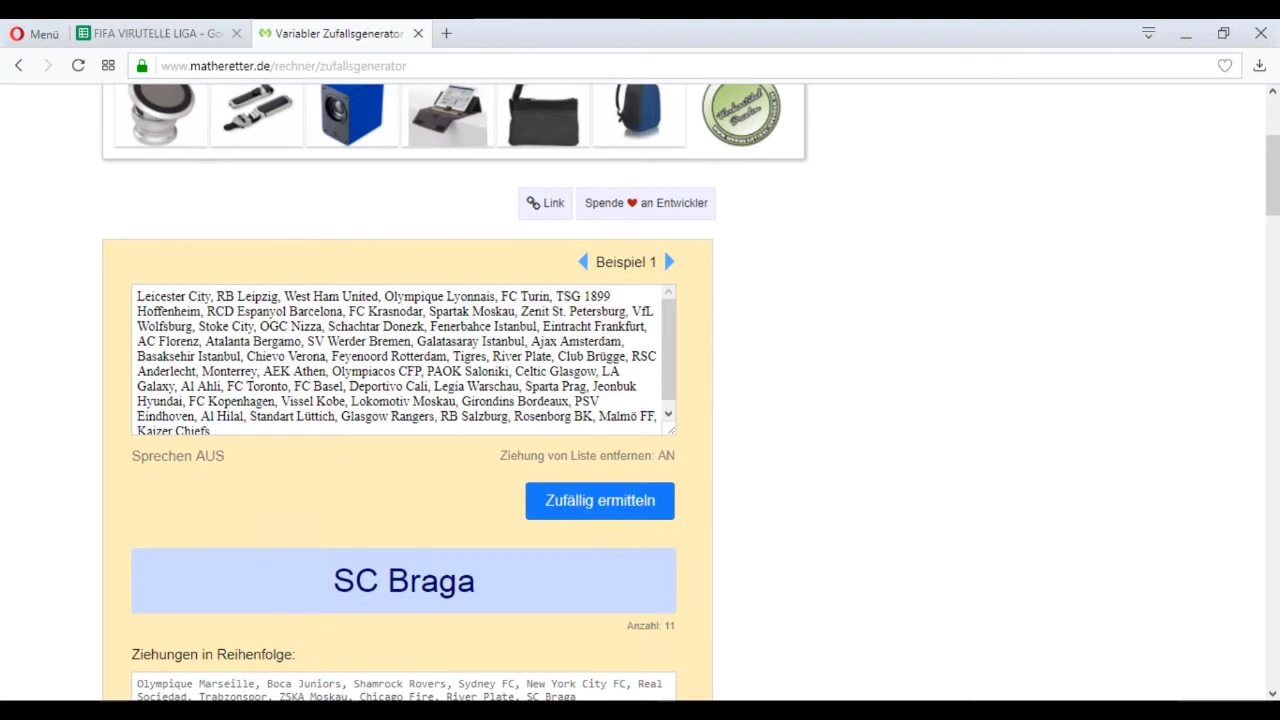 Menü
FIFA VIRUTELLE LIGA - Go
Variabler Zufallsgenerator
www.matheretter.de/rechner/zufallsgenerator
Link
Spende an Entwickler
Beispiel 1
Leicester City, RB Leipzig, West Ham United, Olympique Lyonnais, FC Turin, TSG 1899
Hoffenheim, RCD Espanyol Barcelona, FC Krasnodar, Spartak Moskau, Zenit St. Petersburg, VfL
Wolfsburg, Stoke City, OGC Nizza, Schachtar Donezk, Fenerbahce Istanbul, Eintracht Frankfurt,
AC Florenz, Atalanta Bergamo, SV Werder Bremen, Galatasaray Istanbul, Ajax Amsterdam,
Basaksehir Istanbul, Chievo Verona, Feyenoord Rotterdam, Tigres, River Plate, Club Brügge, RSC
Anderlecht, Monterrey, AEK Athen, Olympiacos CFP, PAOK Saloniki, Celtic Glasgow, LA
Galaxy, Al Ahli, FC Toronto, FC Basel, Deportivo Cali, Legia Warschau, Sparta Prag, Jeonbuk
Hyundai, FC Kopenhagen, Vissel Kobe, Lokomotiv Moskau, Girondins Bordeaux, PSV
Eindhoven, Al Hilal, Standart Lüttich, Glasgow Rangers, RB Salzburg, Rosenborg BK, Malmö FF,
Kaizer Chiefs
Sprechen AUS
Ziehung von Liste entfernen: AN
Zufällig ermitteln
SC Braga
Anzahl: 11
Ziehungen in Reihenfolge:
Olympique Marseille, Boca Juniors, Shamrock Rovers, Sydney FC, New York City FC, Real
Sociedad, Trabzonspor, ZSKA Moskau, Chicago Fire, River Plate, SC Braga